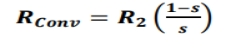 R_Conv = R_2 ((1-s)/s)